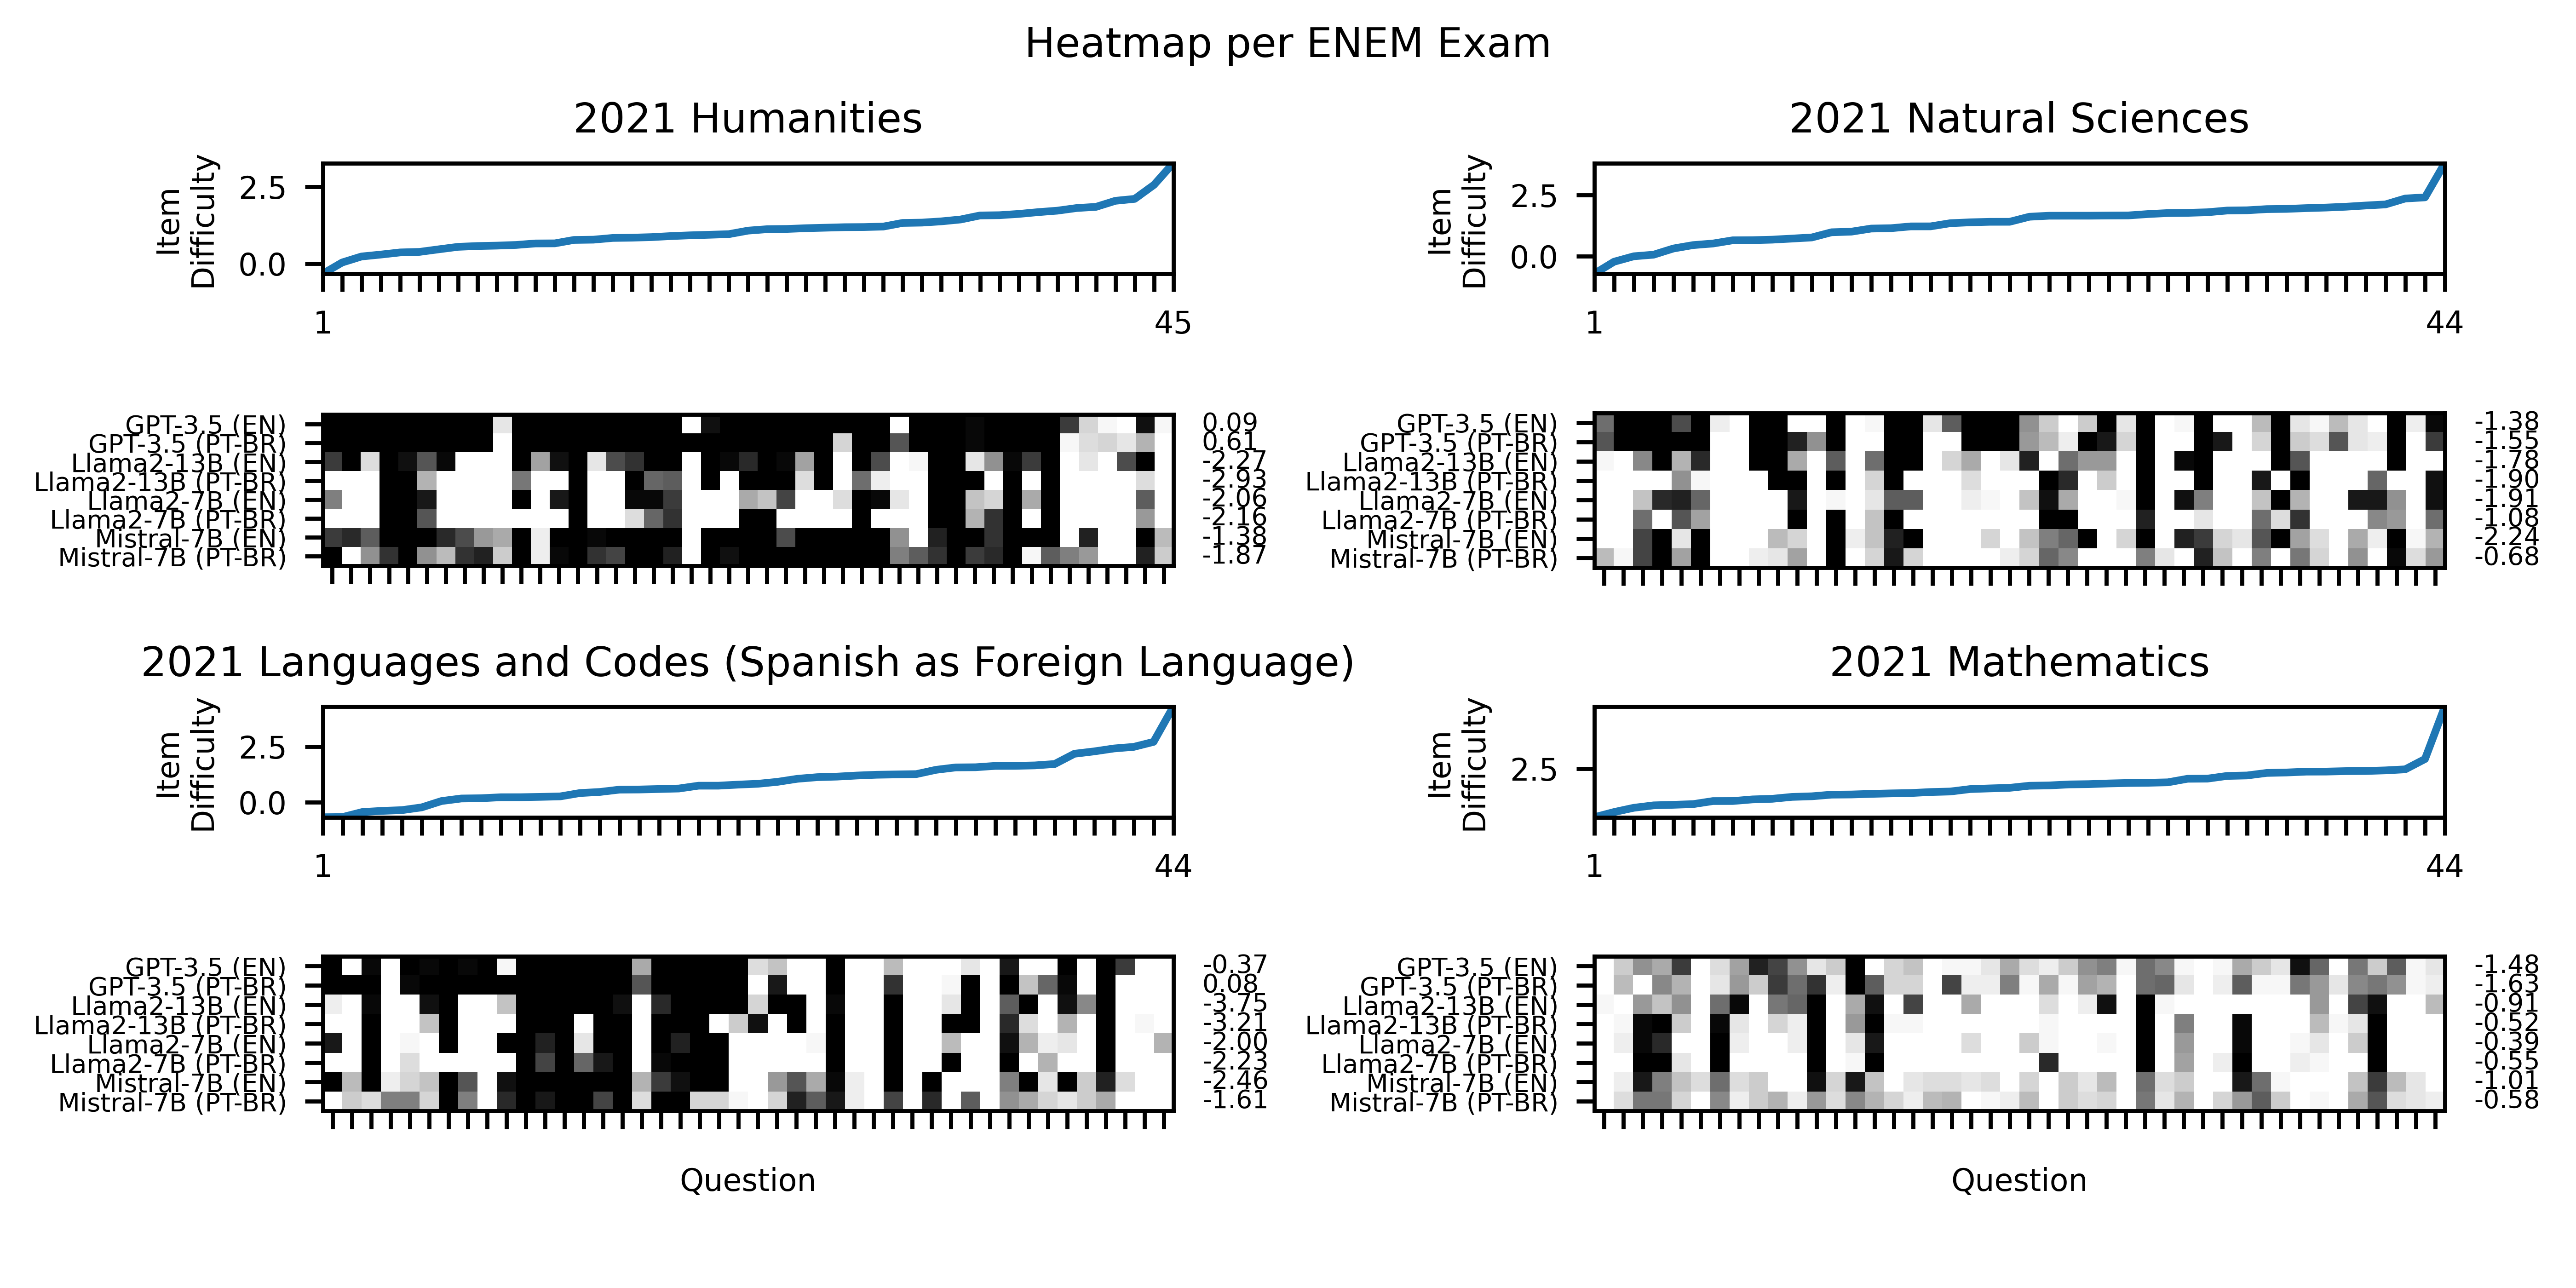 Heatmap per ENEM Exam
2021 Humanities
Item
Difficulty
2.5
0.0
1
45
GPT-3.5 (EN)
GPT-3.5 (PT-BR)
Llama2-13B (EN)
Llama2-13B (PT-BR)
Llama2-7B (EN)
Llama2-7B (PT-BR)
Mistral-7B (EN)
Mistral-7B (PT-BR)
0.09
0.61
-2.27
-2.93
-2.06
-2.16
-1.38
-1.87
2021 Natural Sciences
Item
Difficulty
2.5
0.0
1
44
GPT-3.5 (EN)
GPT-3.5 (PT-BR)
Llama2-13B (EN)
Llama2-13B (PT-BR)
Llama2-7B (EN)
Llama2-7B (PT-BR)
Mistral-7B (EN)
Mistral-7B (PT-BR)
-1.38
-1.55
-1.78
-1.90
-1.91
-1.08
-2.24
-0.68
2021 Languages and Codes (Spanish as Foreign Language)
Item
Difficulty
2.5
0.0
1
44
GPT-3.5 (EN)
GPT-3.5 (PT-BR)
Llama2-13B (EN)
Llama2-13B (PT-BR)
Llama2-7B (EN)
Llama2-7B (PT-BR)
Mistral-7B (EN)
Mistral-7B (PT-BR)
-0.37
0.08
-3.75
-3.21
-2.00
-2.23
-2.46
-1.61
Question
2021 Mathematics
Item
Difficulty
2.5
1
44
GPT-3.5 (EN)
GPT-3.5 (PT-BR)
Llama2-13B (EN)
Llama2-13B (PT-BR)
Llama2-7B (EN)
Llama2-7B (PT-BR)
Mistral-7B (EN)
Mistral-7B (PT-BR)
-1.48
-1.63
-0.91
-0.52
-0.39
-0.55
-1.01
-0.58
Question